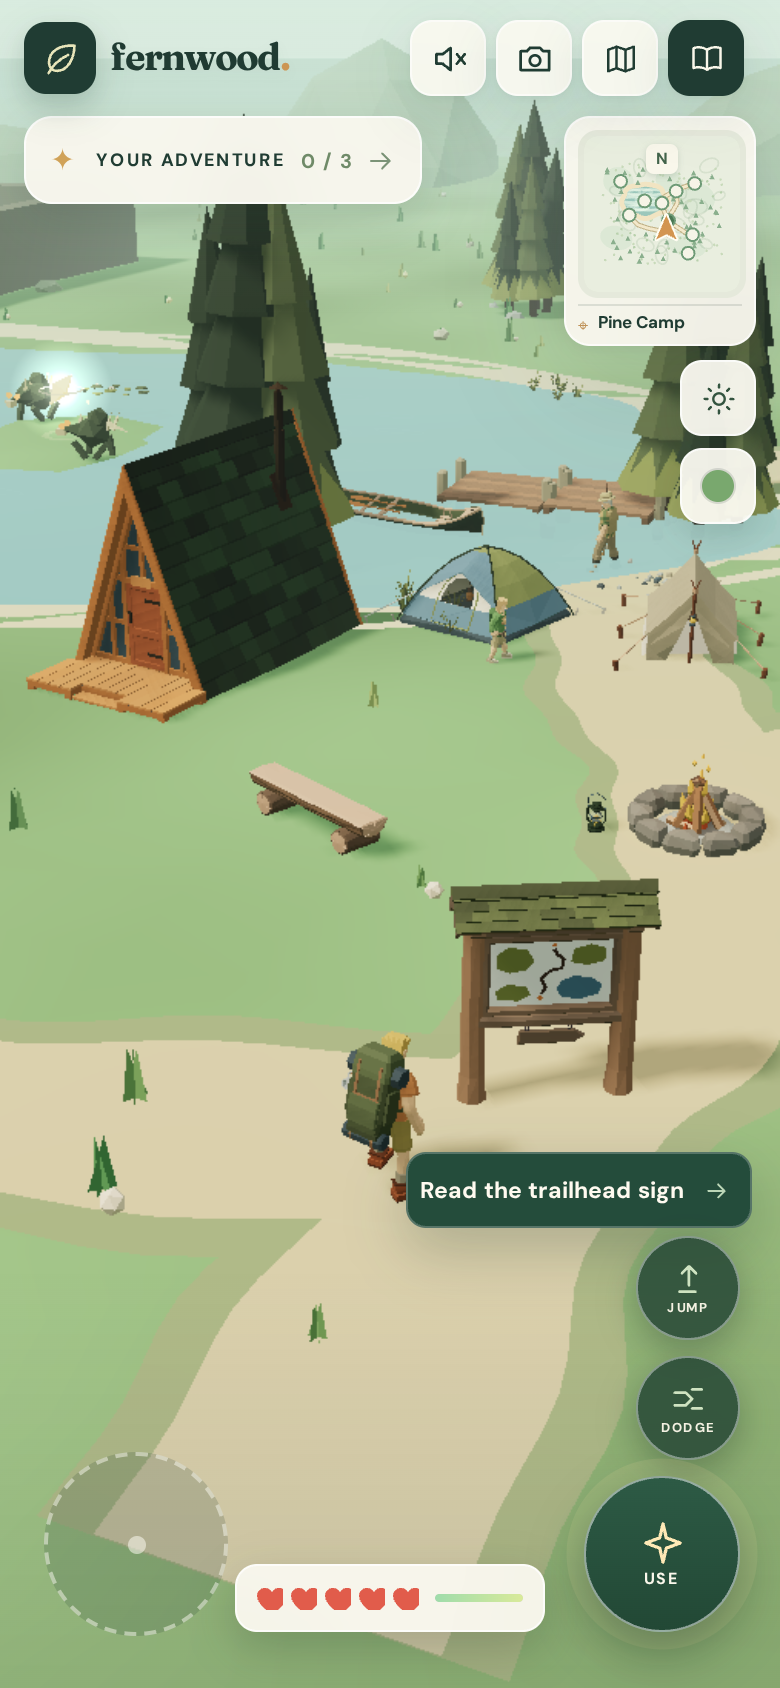 fernwood.
YOUR ADVENTURE 0 / 3
N
Pine Camp
Read the trailhead sign
JUMP
DODGE
USE